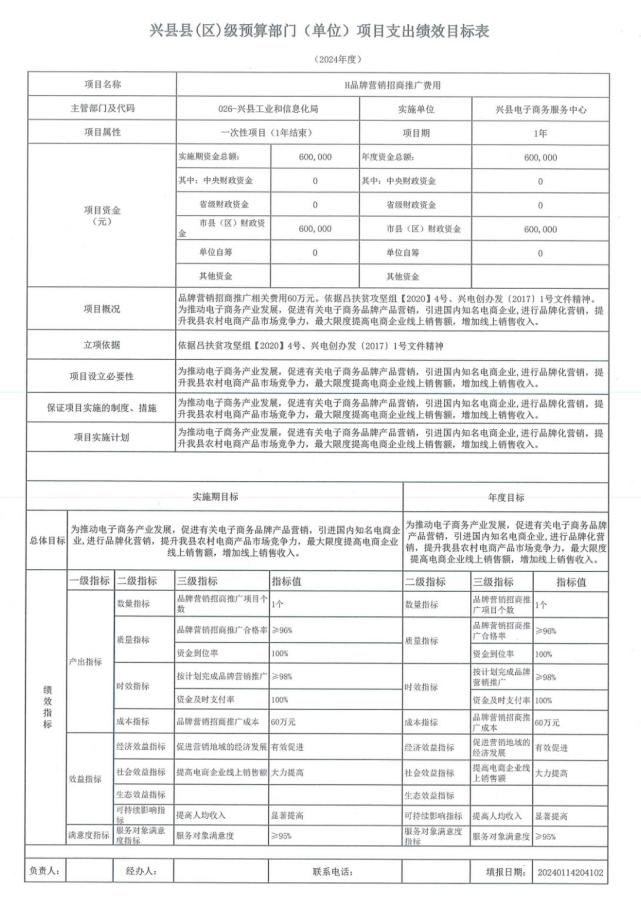 兴县县(区)级预算部门（单位）项目支出绩效目标表
（2024年度）
项目名称 H品牌营销招商推广费用
主管部门及代码 026-兴县工业和信息化局 实施单位 兴县电子商务服务中心
项目属性 一次性项目（1年结束） 项目期 1年
项目资金
（元）
实施期资金总额： 600,000 年度资金总额： 600,000
其中：中央财政资金 0 其中：中央财政资金 0
省级财政资金 0 省级财政资金 0
市县（区）财政资
金 600,000 市县（区）财政资金 600,000
单位自筹 0 单位自筹 0
其他资金 其他资金
项目概况
品牌营销招商推广相关费用60万元。依据吕扶贫攻坚组【2020】4号、兴电创办发〔2017〕1号文件精神。
为推动电子商务产业发展，促进有关电子商务品牌产品营销，引进国内知名电商企业,进行品牌化营销，提
升我县农村电商产品市场竞争力，最大限度提高电商企业线上销售额，增加线上销售收入。
立项依据 依据吕扶贫攻坚组【2020】4号、兴电创办发〔2017〕1号文件精神
项目设立必要性
为推动电子商务产业发展，促进有关电子商务品牌产品营销，引进国内知名电商企业,进行品牌化营销，提
升我县农村电商产品市场竞争力，最大限度提高电商企业线上销售额，增加线上销售收入。
保证项目实施的制度、措施
为推动电子商务产业发展，促进有关电子商务品牌产品营销，引进国内知名电商企业,进行品牌化营销，提
升我县农村电商产品市场竞争力，最大限度提高电商企业线上销售额，增加线上销售收入。
项目实施计划
为推动电子商务产业发展，促进有关电子商务品牌产品营销，引进国内知名电商企业,进行品牌化营销，提
升我县农村电商产品市场竞争力，最大限度提高电商企业线上销售额，增加线上销售收入。
实施期目标 年度目标
总体目标
为推动电子商务产业发展，促进有关电子商务品牌产品营销，引进国内知名电商企
业,进行品牌化营销，提升我县农村电商产品市场竞争力，最大限度提高电商企业
线上销售额，增加线上销售收入。
为推动电子商务产业发展，促进有关电子商务品牌
产品营销，引进国内知名电商企业,进行品牌化营
销，提升我县农村电商产品市场竞争力，最大限度
提高电商企业线上销售额，增加线上销售收入。
绩效指标
一级指标 二级指标 三级指标 指标值 二级指标 三级指标 指标值
产出指标
数量指标 品牌营销招商推广项目个
数 1个 数量指标 品牌营销招商推
广项目个数 1个
质量指标 品牌营销招商推广合格率 ≥96% 质量指标 品牌营销招商推
广合格率 ≥96%
资金到位率 100% 资金到位率 100%
时效指标 按计划完成品牌营销推广 ≥98% 时效指标 按计划完成品牌
营销推广 ≥98%
资金及时支付率 100% 资金及时支付率 100%
成本指标 品牌营销招商推广成本 60万元 成本指标 品牌营销招商推
广成本 60万元
效益指标
经济效益指标 促进营销地域的经济发展 有效促进 经济效益指标 促进营销地域的
经济发展 有效促进
社会效益指标 提高电商企业线上销售额 大力提高 社会效益指标 提高电商企业线
上销售额 大力提高
生态效益指标 生态效益指标
可持续影响指
标 提高人均收入 显著提高 可持续影响指标 提高人均收入 显著提高
满意度指标 服务对象满意
度指标 服务对象满意度 ≥95% 服务对象满意度
指标 服务对象满意度 ≥95%
负责人： 经办人： 联系电话： 填报日期： 20240114204102